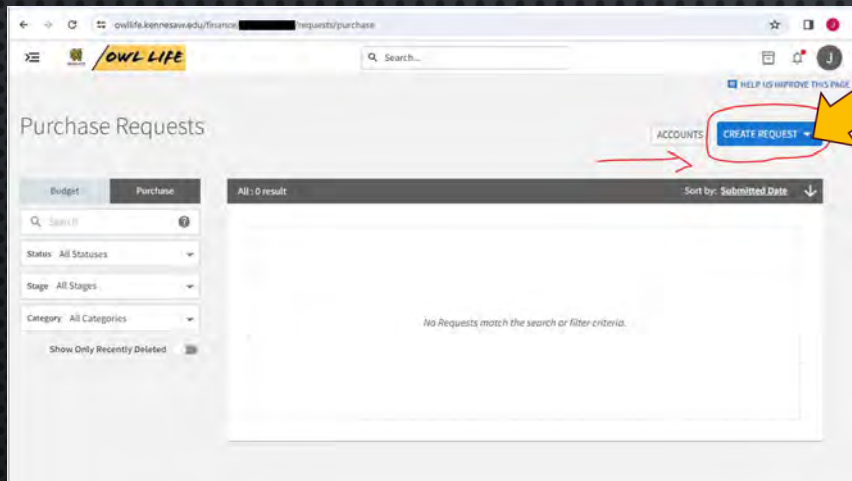 owllife.kennesaw.edu/finance/ /requests/purchase
OWL LIFE
Search...
J
HELP US IMPROVE THIS PAGE
Purchase Requests
ACCOUNTS
CREATE REQUEST
Budget
Purchase
All : 0 result
Sort by: Submitted Date
Search
Status All Statuses
Stage All Stages
Category All Categories
No Requests match the search or filter criteria.
Show Only Recently Deleted